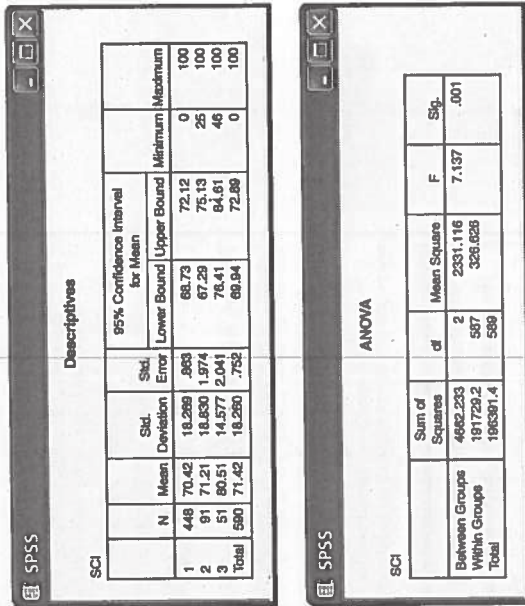 SPSS
Descriptives
SCI
95% Confidence Interval
for Mean
N Mean Std. Deviation Std. Error Lower Bound Upper Bound Minimum Maximum
1 448 70.42 18.269 .863 68.73 72.12 0 100
2 91 71.21 18.830 1.974 67.29 75.13 25 100
3 51 80.51 14.577 2.041 76.41 84.61 46 100
Total 590 71.42 18.260 .752 69.94 72.89 0 100
SPSS
ANOVA
SCI
Sum of Squares df Mean Square F Sig.
Between Groups 4662.233 2 2331.116 7.137 .001
Within Groups 191729.2 587 326.626
Total 196391.4 589